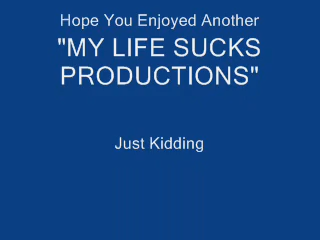 Hope You Enjoyed Another
"MY LIFE SUCKS
PRODUCTIONS"
Just Kidding